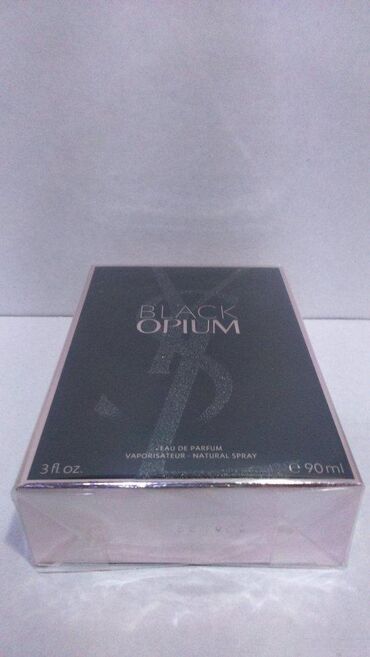 BLACK
OPIUM
EAU DE PARFUM
VAPORISATEUR - NATURAL SPRAY
3 fl. oz. ℮ 90 ml